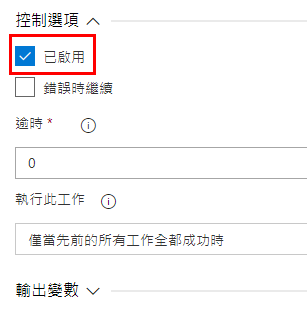 控制選項
已啟用
錯誤時繼續
逾時 *
0
執行此工作
僅當先前的所有工作全都成功時
輸出變數